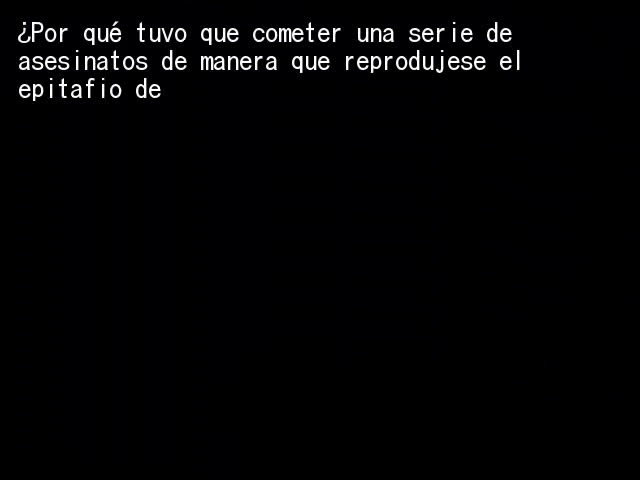 ¿Por qué tuvo que cometer una serie de
asesinatos de manera que reprodujese el
epitafio de